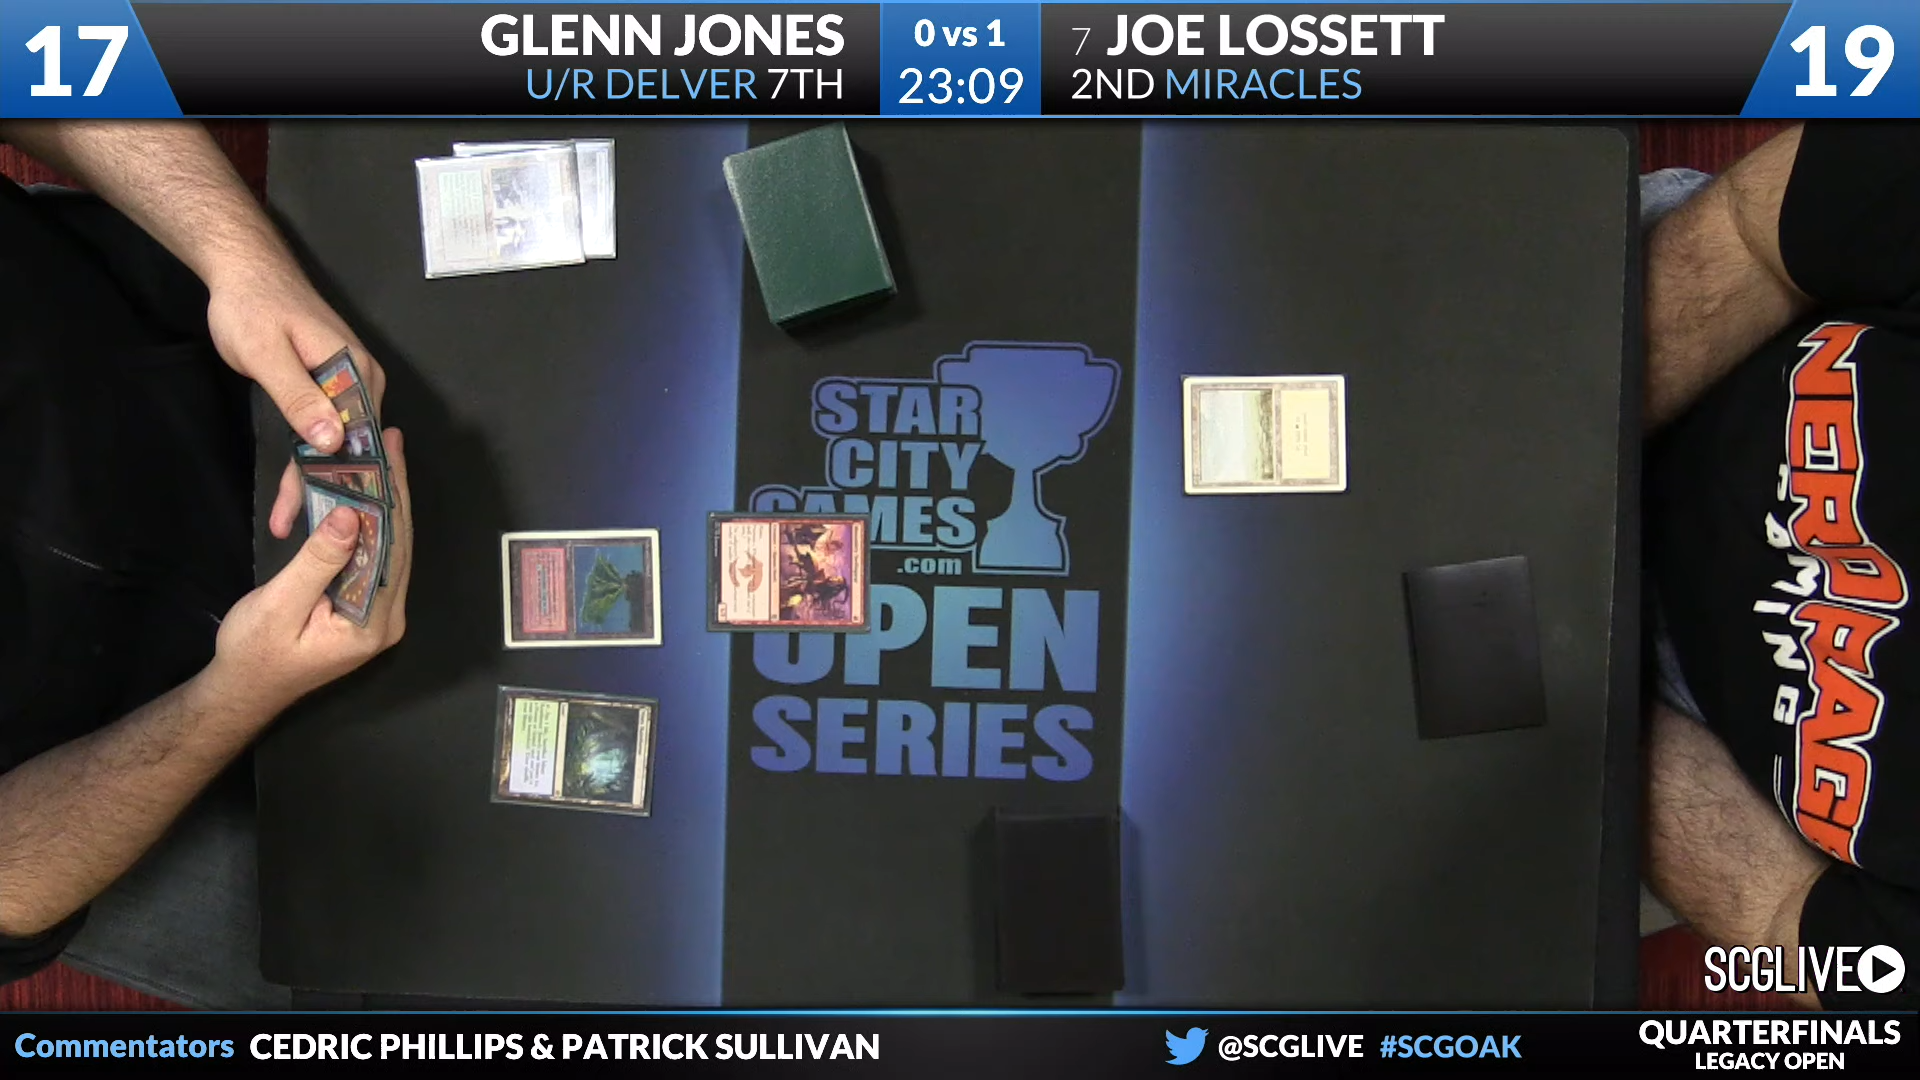 17
GLENN JONES
U/R DELVER 7TH
0 vs 1
23:09
7 JOE LOSSETT
2ND MIRACLES
19
STAR
CITY
GAMES
.com
OPEN
SERIES
NERD RAGE
GAMING
SCGLIVE
Commentators CEDRIC PHILLIPS & PATRICK SULLIVAN
@SCGLIVE #SCGOAK
QUARTERFINALS
LEGACY OPEN